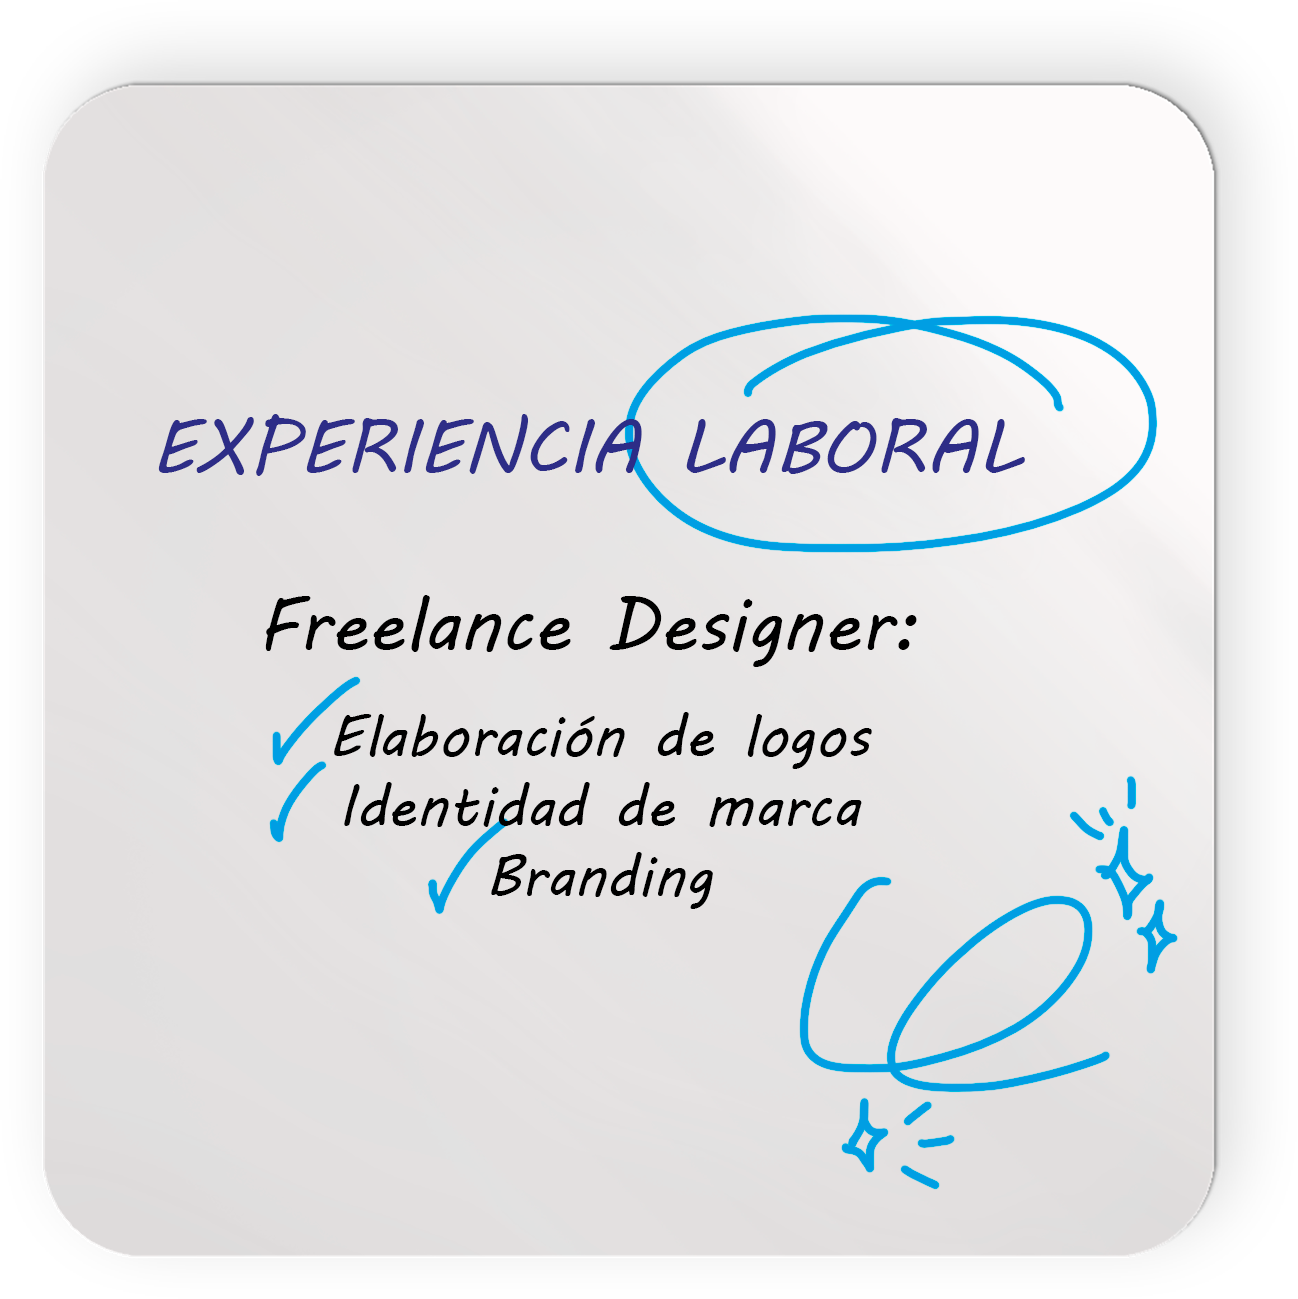 EXPERIENCIA LABORAL
Freelance Designer:
Elaboración de logos
Identidad de marca
Branding